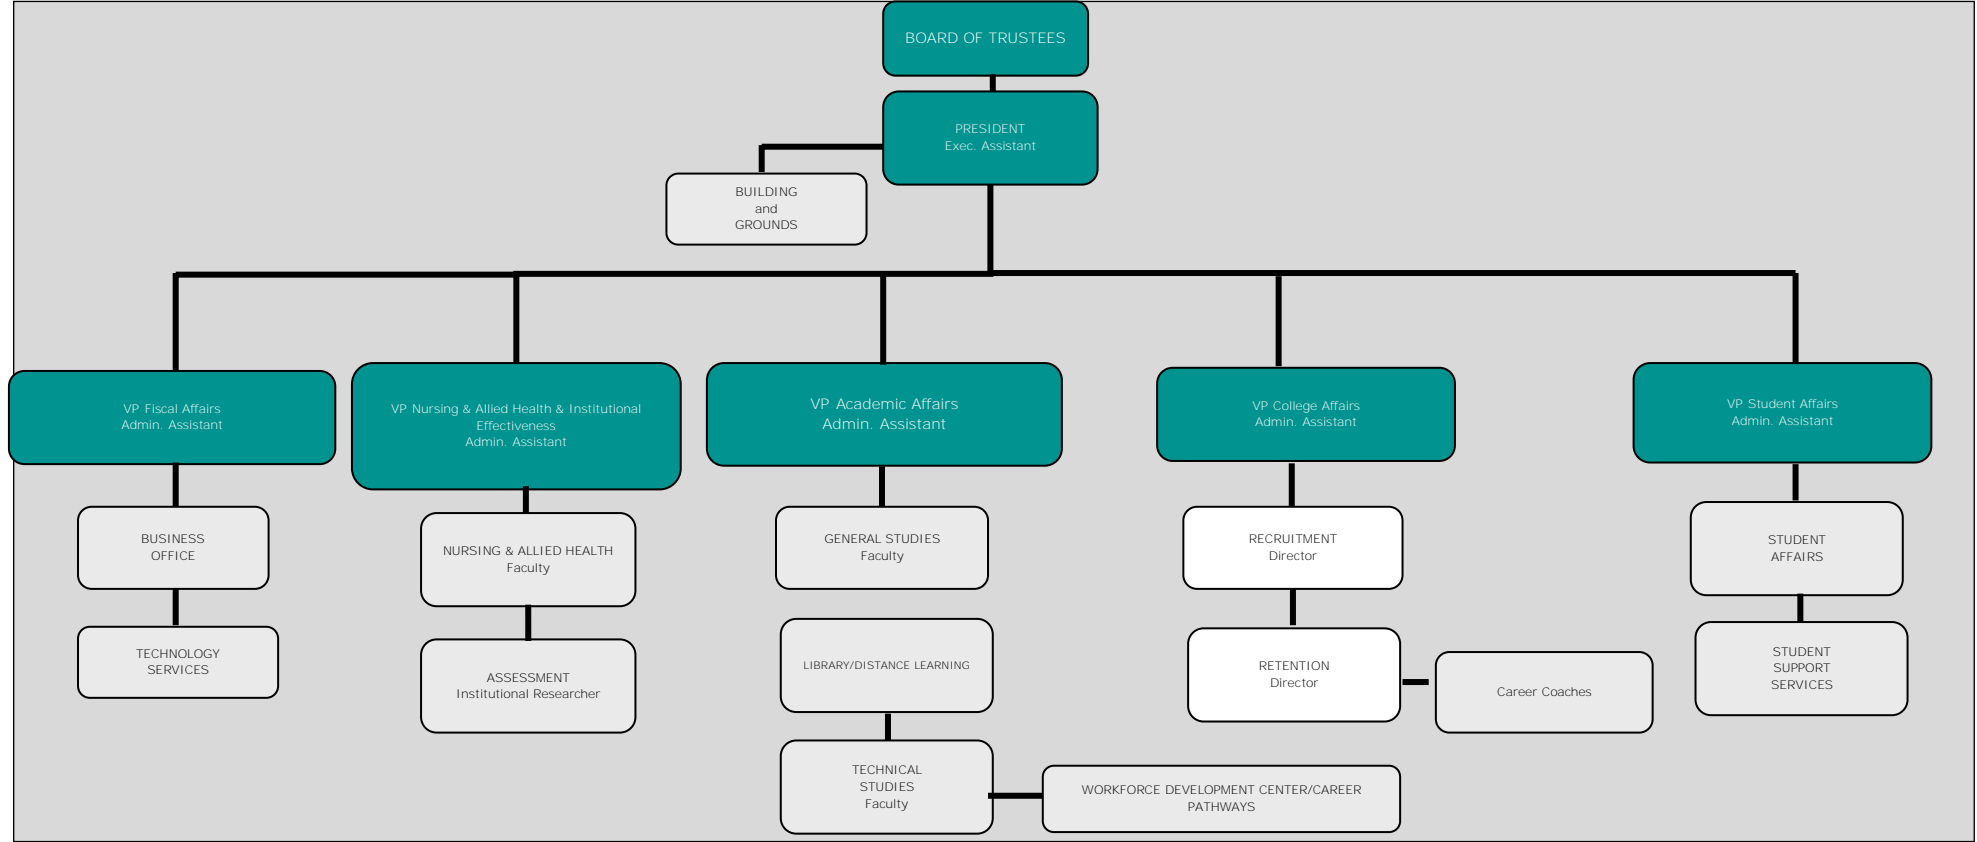 BOARD OF TRUSTEES
PRESIDENT
Exec. Assistant
BUILDING
and
GROUNDS
VP Fiscal Affairs
Admin. Assistant
VP Nursing & Allied Health & Institutional
Effectiveness
Admin. Assistant
VP Academic Affairs
Admin. Assistant
VP College Affairs
Admin. Assistant
VP Student Affairs
Admin. Assistant
BUSINESS
OFFICE
NURSING & ALLIED HEALTH
Faculty
GENERAL STUDIES
Faculty
RECRUITMENT
Director
STUDENT
AFFAIRS
TECHNOLOGY
SERVICES
ASSESSMENT
Institutional Researcher
LIBRARY/DISTANCE LEARNING
RETENTION
Director
Career Coaches
STUDENT
SUPPORT
SERVICES
TECHNICAL
STUDIES
Faculty
WORKFORCE DEVELOPMENT CENTER/CAREER
PATHWAYS